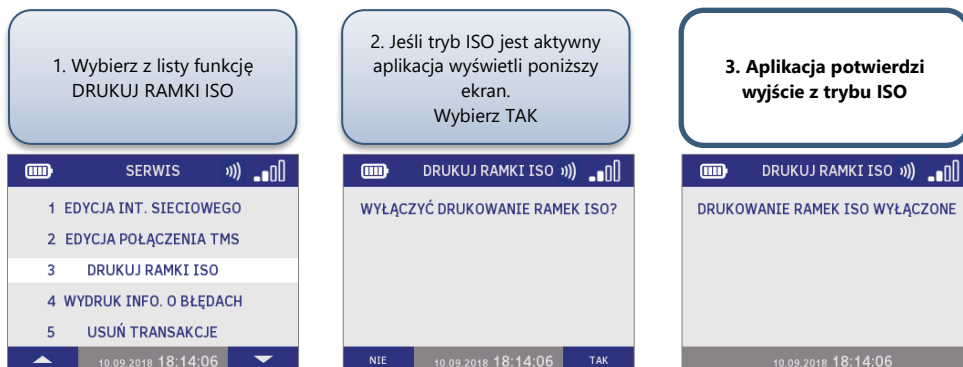 1. Wybierz z listy funkcję
DRUKUJ RAMKI ISO
2. Jeśli tryb ISO jest aktywny
aplikacja wyświetli poniższy
ekran.
Wybierz TAK
3. Aplikacja potwierdzi
wyjście z trybu ISO
SERWIS
1 EDYCJA INT. SIECIOWEGO
2 EDYCJA POŁĄCZENIA TMS
3 DRUKUJ RAMKI ISO
4 WYDRUK INFO. O BŁĘDACH
5 USUŃ TRANSAKCJE
10.09.2018 18:14:06
DRUKUJ RAMKI ISO
WYŁĄCZYĆ DRUKOWANIE RAMEK ISO?
NIE 10.09.2018 18:14:06 TAK
DRUKUJ RAMKI ISO
DRUKOWANIE RAMEK ISO WYŁĄCZONE
10.09.2018 18:14:06